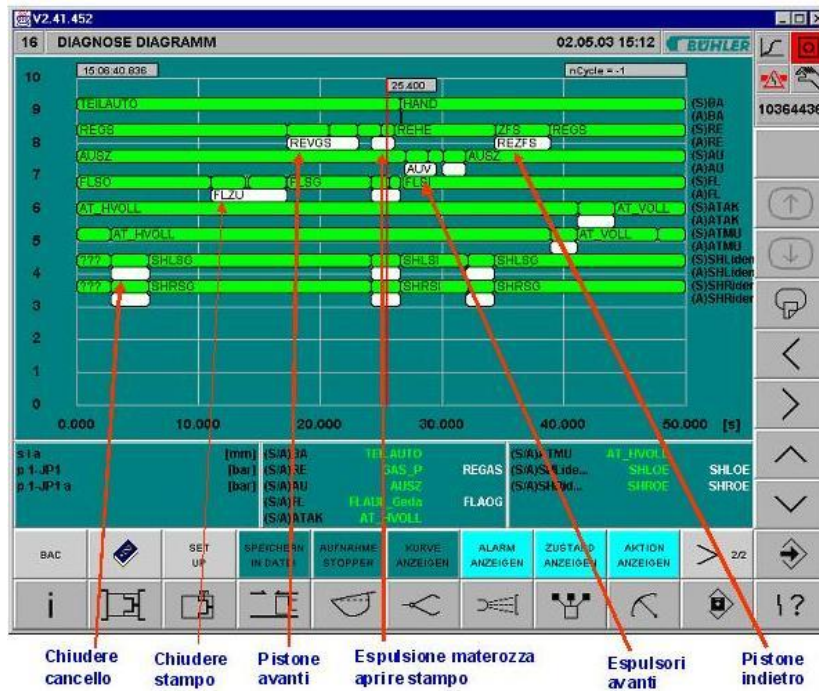 V2.41.452
16 DIAGNOSE DIAGRAMM 02.05.03 15:12 BÜHLER
15:06:40.836 nCycle = -1
25.400
10364436
10
9
8
7
6
5
4
3
2
1
0
TEILAUTO HAND (S)BA
(A)BA
REGS REHE ZFS REGS (S)RE
REVGS REZFS (A)RE
AUSZ AUSZ (S)AU
AUV (A)AU
FLSO FLSG FLSI (S)FL
FLZU (A)FL
AT_HVOLL AT_VOLL (S)ATAK
(A)ATAK
AT_HVOLL AT_VOLL (S)ATMU
(A)ATMU
??? SHLSG SHLSI SHLSG (S)SHLiden
(A)SHLiden
??? SHRSG SHRSI SHRSG (S)SHRiden
(A)SHRiden
0.000 10.000 20.000 30.000 40.000 50.000 [s]
s i a [mm] (S/A)BA TEILAUTO (S/A)ATMU AT_HVOLL
p 1-JP1 [bar] (S/A)RE GAS_P REGAS (S/A)SHLide... SHLOE SHLOE
p 1-JP1 a [bar] (S/A)AU AUSZ SHROE SHROE
(S/A)FL FLAOG
(S/A)ATAK AT_HVOLL
BAC SET UP SPEICHERN IN DATEI AUFNAHME STOPPER KURVE ANZEIGEN ALARM ANZEIGEN ZUSTAND ANZEIGEN AKTION ANZEIGEN 2/2
i ?
Chiudere cancello
Chiudere stampo
Pistone avanti
Espulsione materozza aprire stampo
Espulsori avanti
Pistone indietro